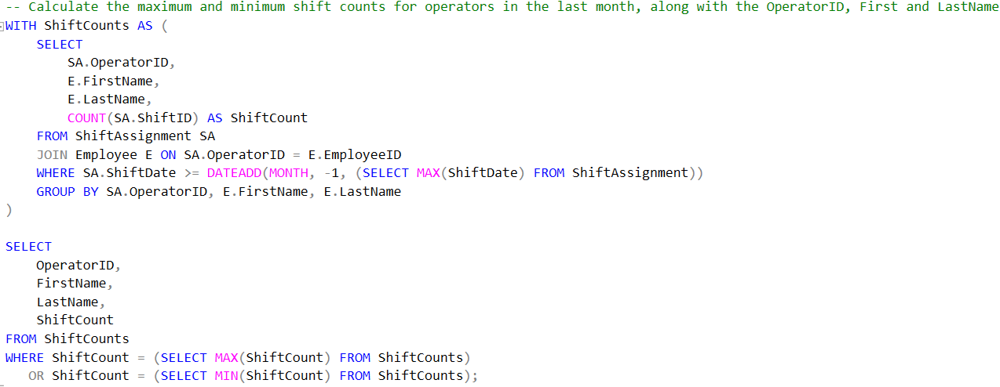 -- Calculate the maximum and minimum shift counts for operators in the last month, along with the OperatorID, First and LastName
WITH ShiftCounts AS (
    SELECT
        SA.OperatorID,
        E.FirstName,
        E.LastName,
        COUNT(SA.ShiftID) AS ShiftCount
    FROM ShiftAssignment SA
    JOIN Employee E ON SA.OperatorID = E.EmployeeID
    WHERE SA.ShiftDate >= DATEADD(MONTH, -1, (SELECT MAX(ShiftDate) FROM ShiftAssignment))
    GROUP BY SA.OperatorID, E.FirstName, E.LastName
)
SELECT
    OperatorID,
    FirstName,
    LastName,
    ShiftCount
FROM ShiftCounts
WHERE ShiftCount = (SELECT MAX(ShiftCount) FROM ShiftCounts)
   OR ShiftCount = (SELECT MIN(ShiftCount) FROM ShiftCounts);